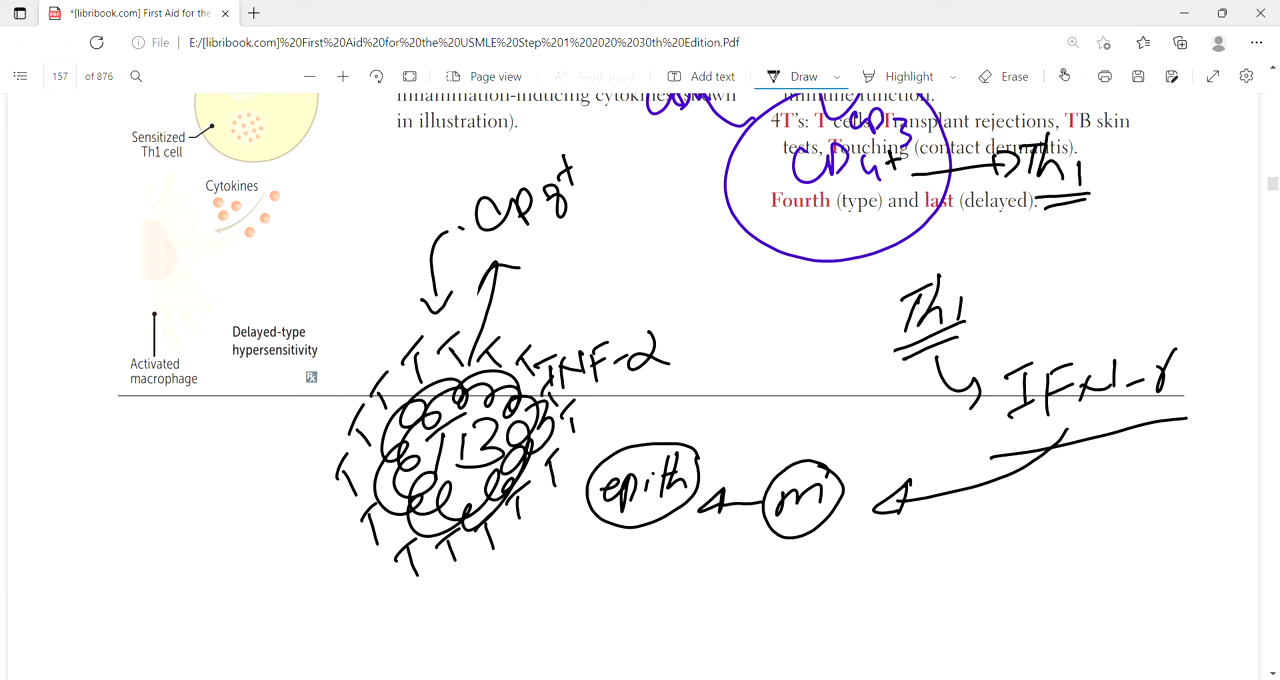 *[libribook.com] First Aid for the
File E:/[libribook.com]%20First%20Aid%20for%20the%20USMLE%20Step%201%202020%2030th%20Edition.Pdf
157 of 876 Page view Read aloud Add text Draw Highlight Erase
inflammation-inducing cytokines (shown
in illustration).
immune function.
4T's: T cells, Transplant rejections, TB skin
tests, Touching (contact dermatitis).
Fourth (type) and last (delayed).
CD3
CD4+ Th1
Sensitized
Th1 cell
Cytokines
Activated
macrophage
Delayed-type
hypersensitivity
CD8+
T T T T TNF-α
T T T T T T T T T T
TB
Th1
IFN-γ
m
epith